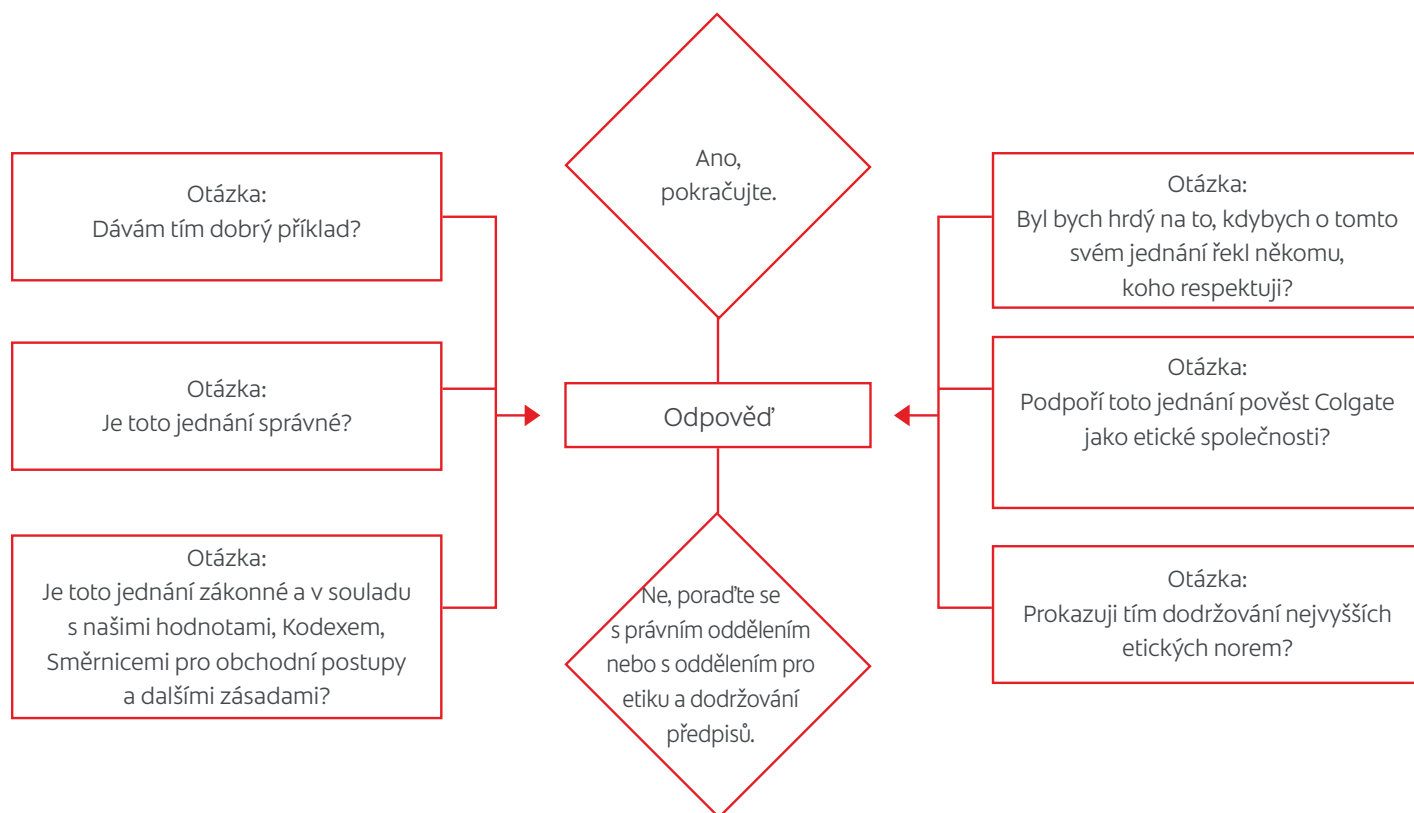 Ano,
pokračujte.
Otázka:
Dávám tím dobrý příklad?
Otázka:
Je toto jednání správné?
Otázka:
Je toto jednání zákonné a v souladu
s našimi hodnotami, Kodexem,
Směrnicemi pro obchodní postupy
a dalšími zásadami?
Odpověď
Ne, poraďte se
s právním oddělením
nebo s oddělením pro
etiku a dodržování
předpisů.
Otázka:
Byl bych hrdý na to, kdybych o tomto
svém jednání řekl někomu,
koho respektuji?
Otázka:
Podpoří toto jednání pověst Colgate
jako etické společnosti?
Otázka:
Prokazuji tím dodržování nejvyšších
etických norem?